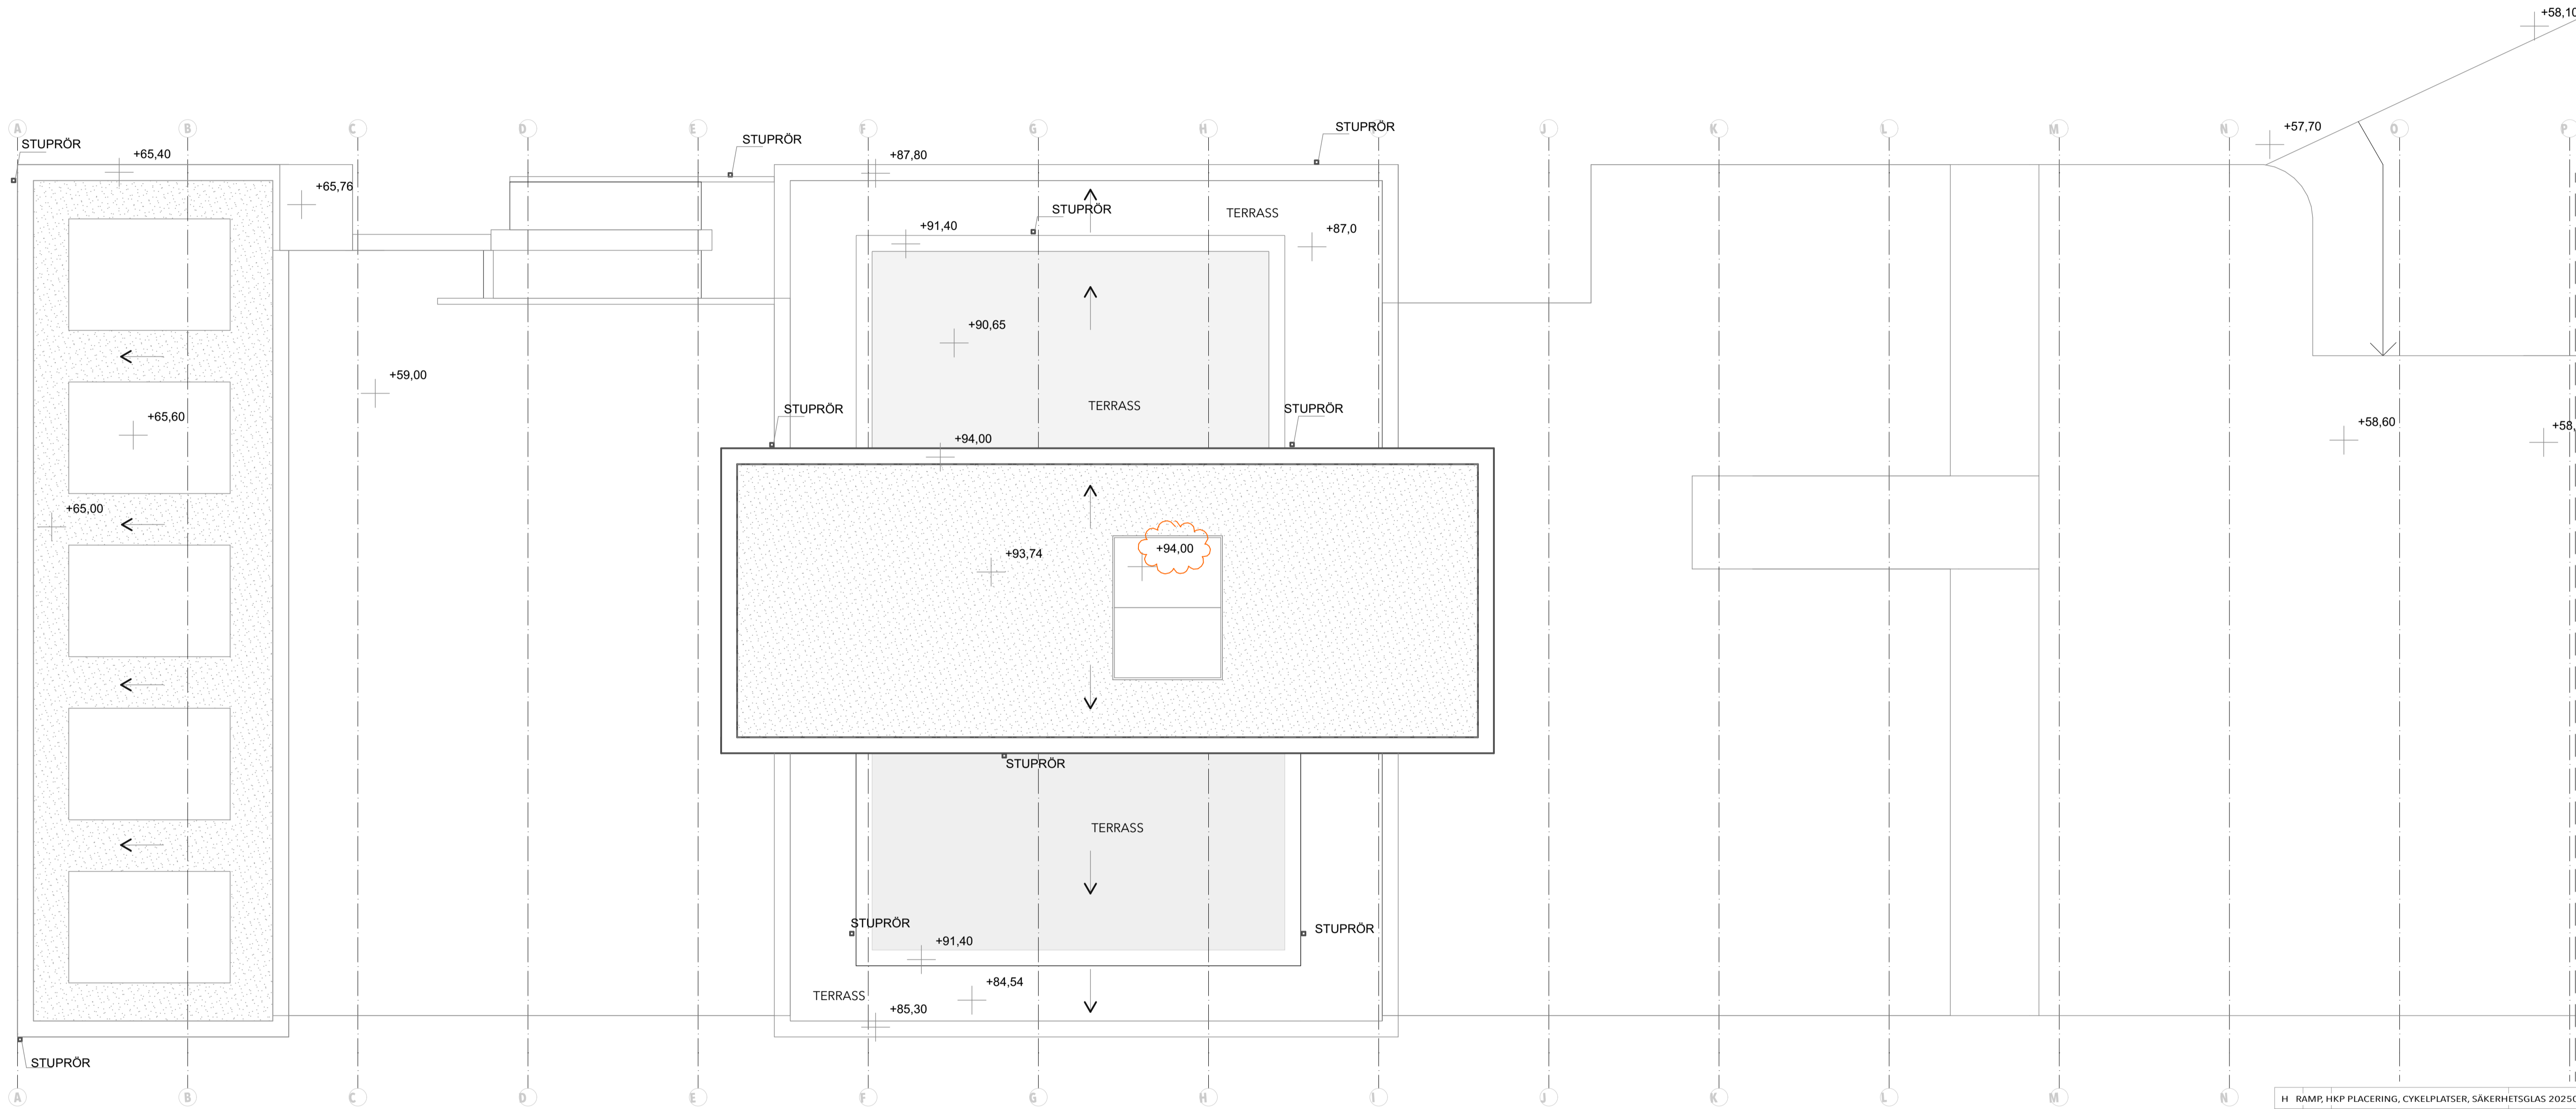 +58,10
A B C D E F G H I J K L M N O P
+57,70
STUPRÖR
STUPRÖR
STUPRÖR
+65,40
+87,80
+65,76
STUPRÖR
TERRASS
+91,40
+87,0
+90,65
+59,00
TERRASS
STUPRÖR
STUPRÖR
+65,60
+58,60
+58,
+94,00
+65,00
+93,74
+94,00
STUPRÖR
TERRASS
STUPRÖR
STUPRÖR
+91,40
+84,54
TERRASS
+85,30
STUPRÖR
A B C D E F G H I J K L M N
H RAMP, HKP PLACERING, CYKELPLATSER, SÄKERHETSGLAS 2025